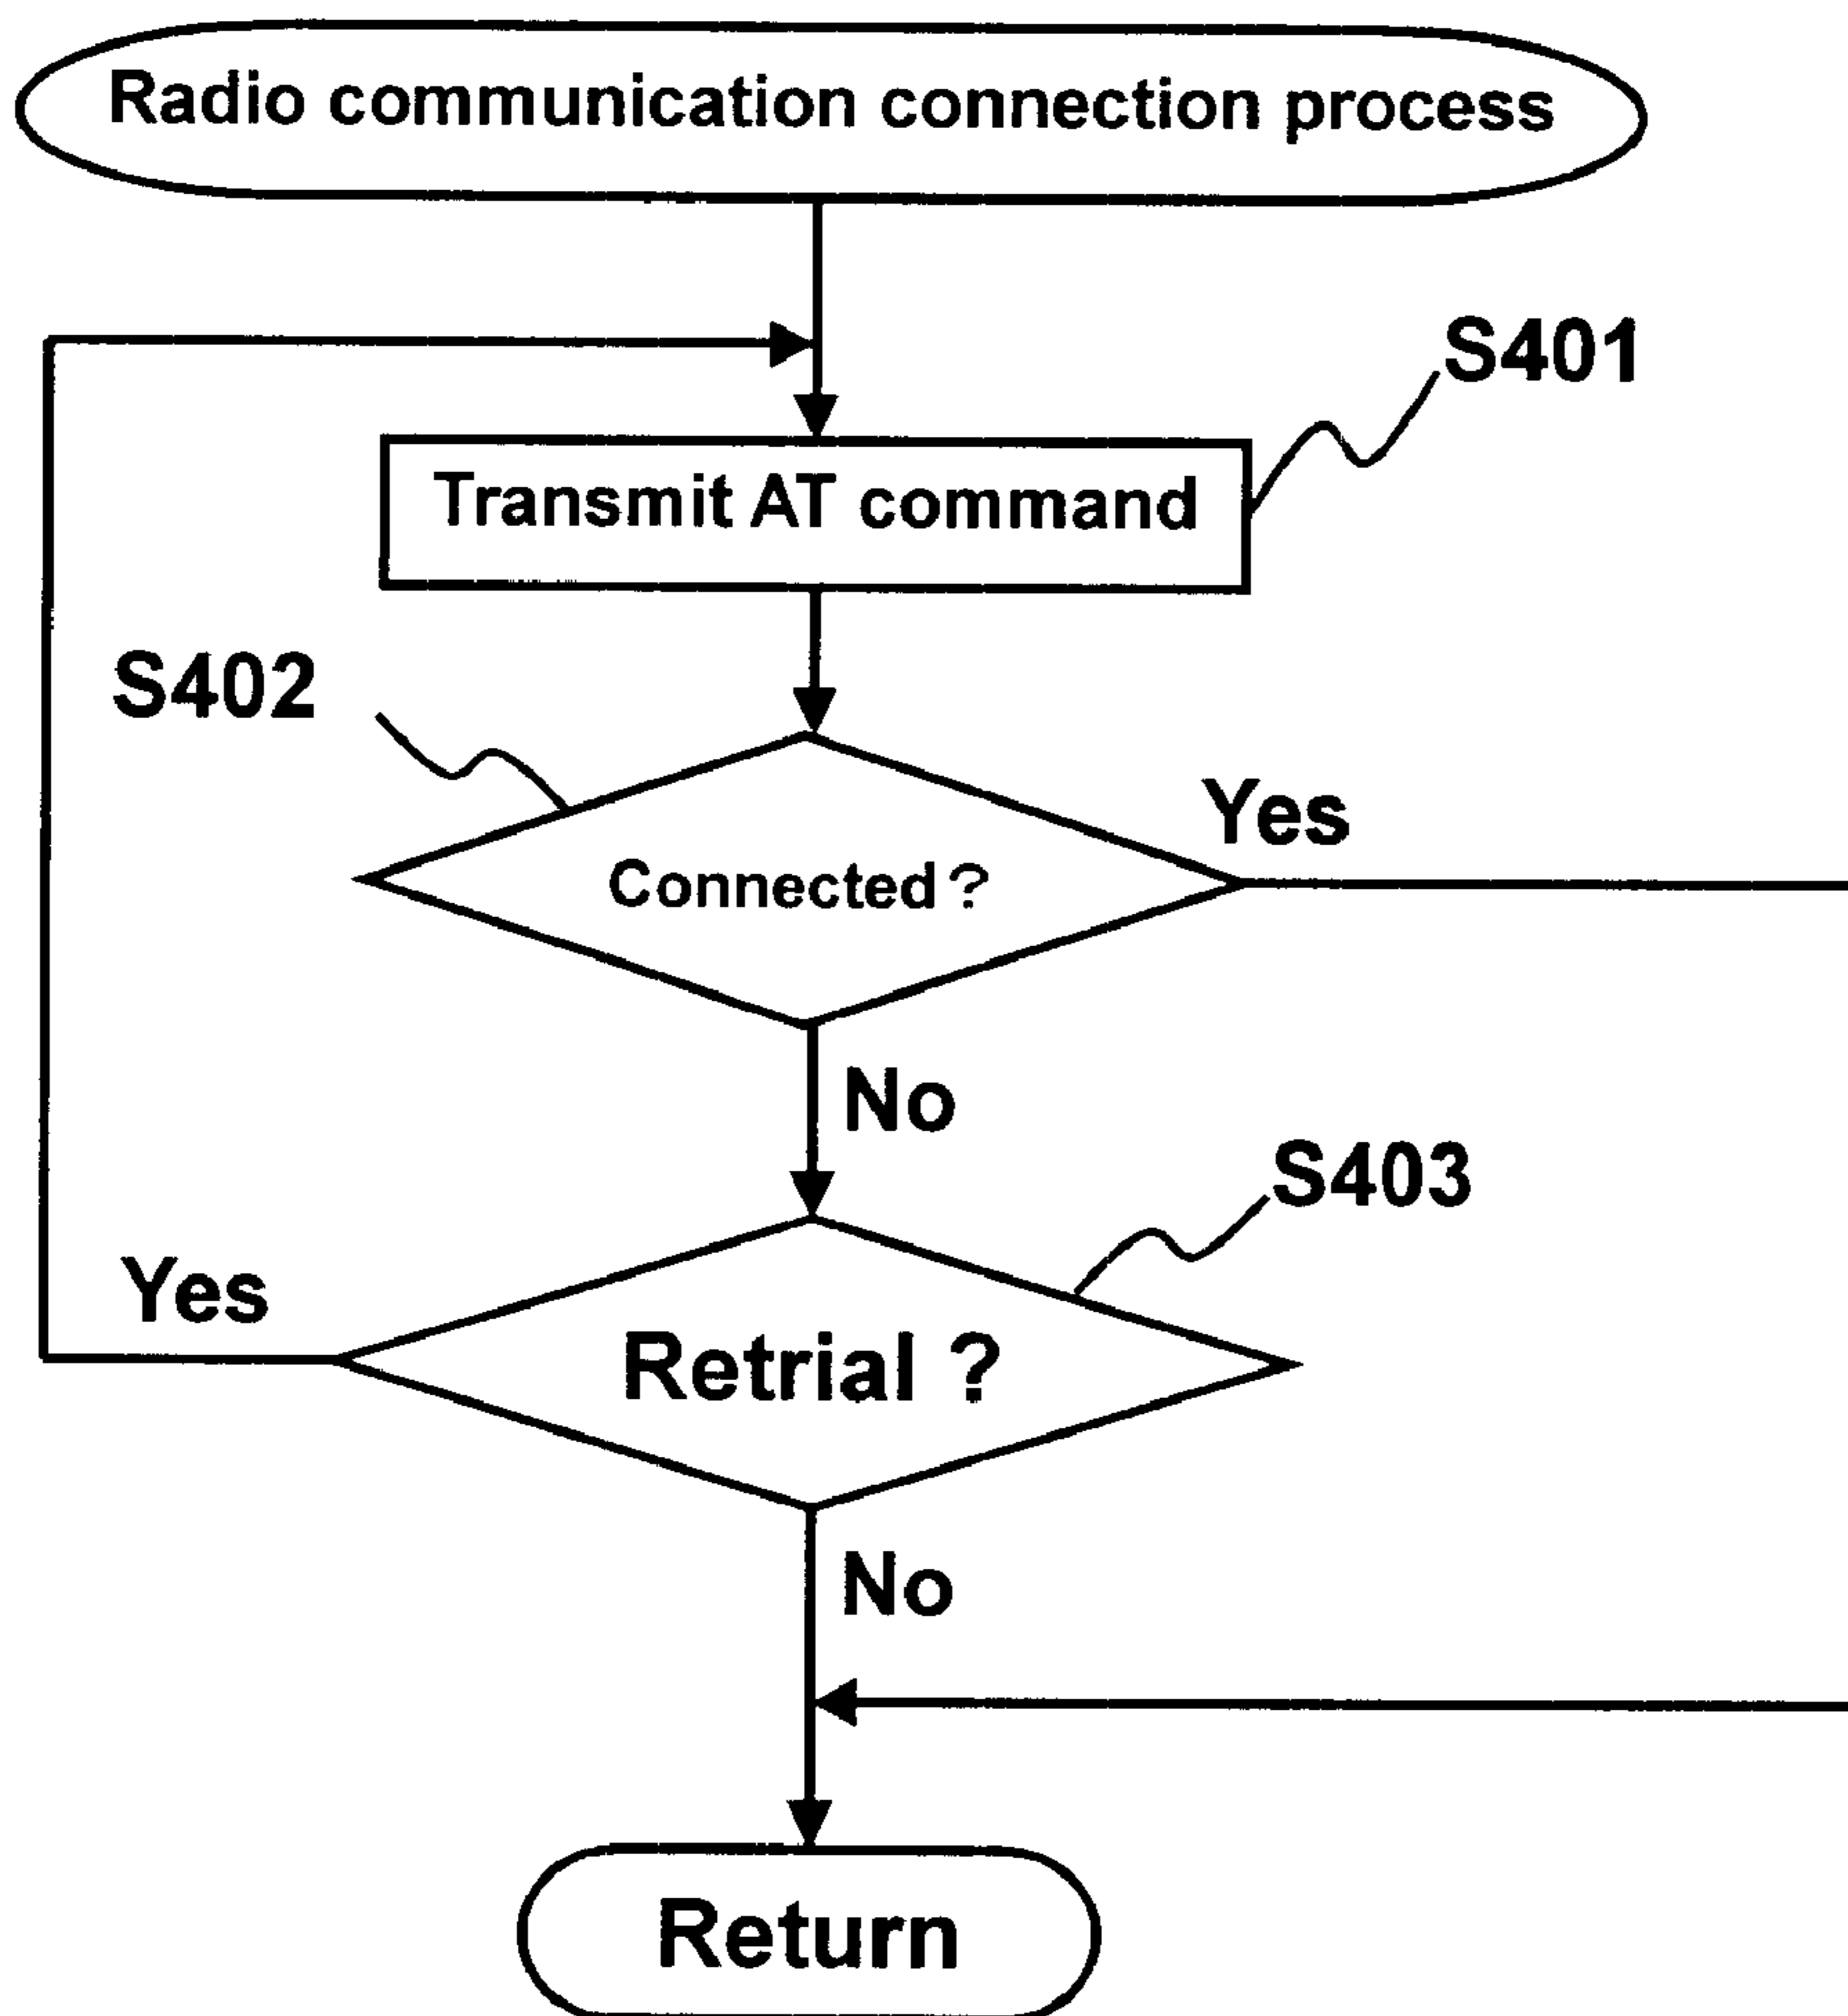 Radio communication connection process
S401
Transmit AT command
S402
Yes
Connected ?
No
S403
Yes
Retrial ?
No
Return